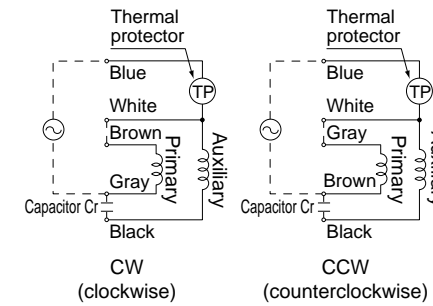 Thermal
protector
Blue
TP
White
Brown
Primary
Auxiliary
Gray
Capacitor Cr
Black
CW
(clockwise)
Thermal
protector
Blue
TP
White
Gray
Primary
Brown
Capacitor Cr
Black
CCW
(counterclockwise)